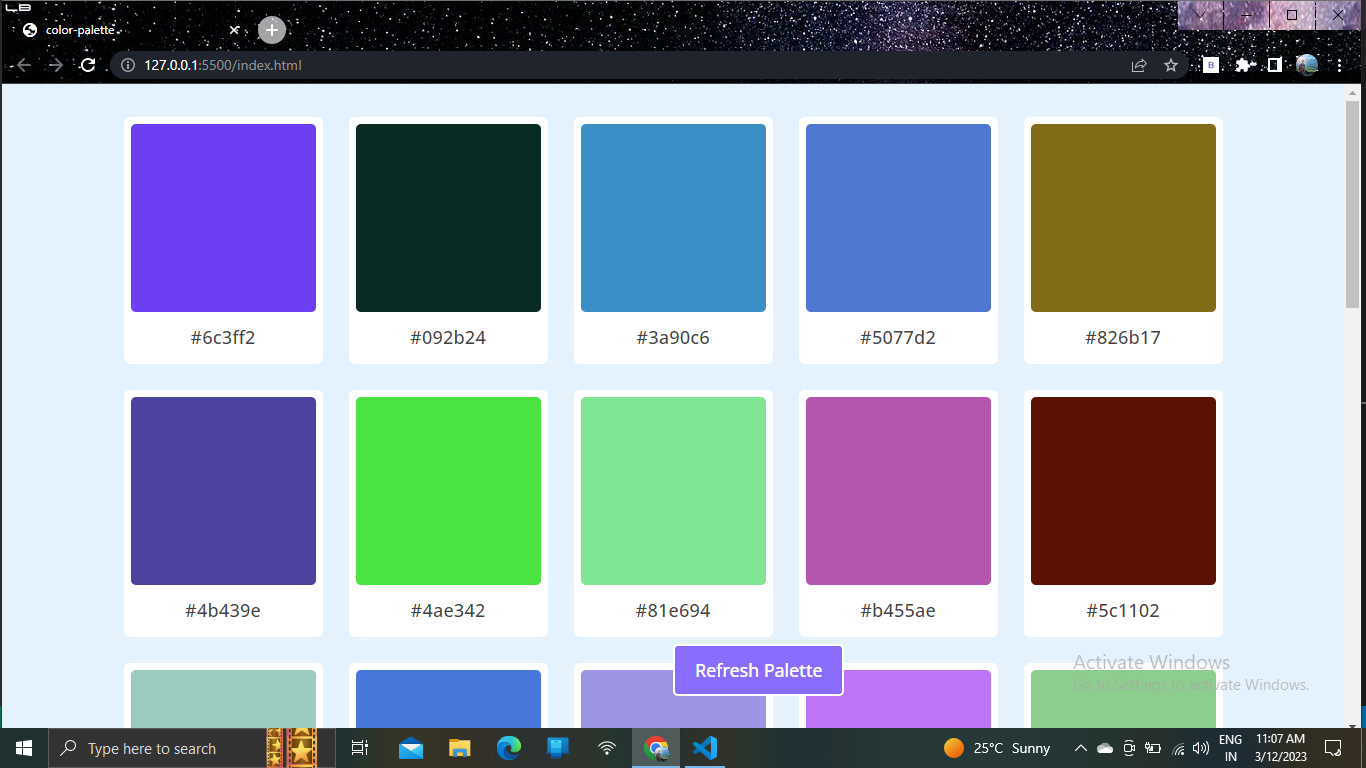 color-palette
127.0.0.1:5500/index.html
B
#6c3ff2
#092b24
#3a90c6
#5077d2
#826b17
#4b439e
#4ae342
#81e694
#b455ae
#5c1102
Refresh Palette
Activate Windows
Go to Settings to activate Windows.
Type here to search
25°C Sunny
ENG
IN
11:07 AM
3/12/2023